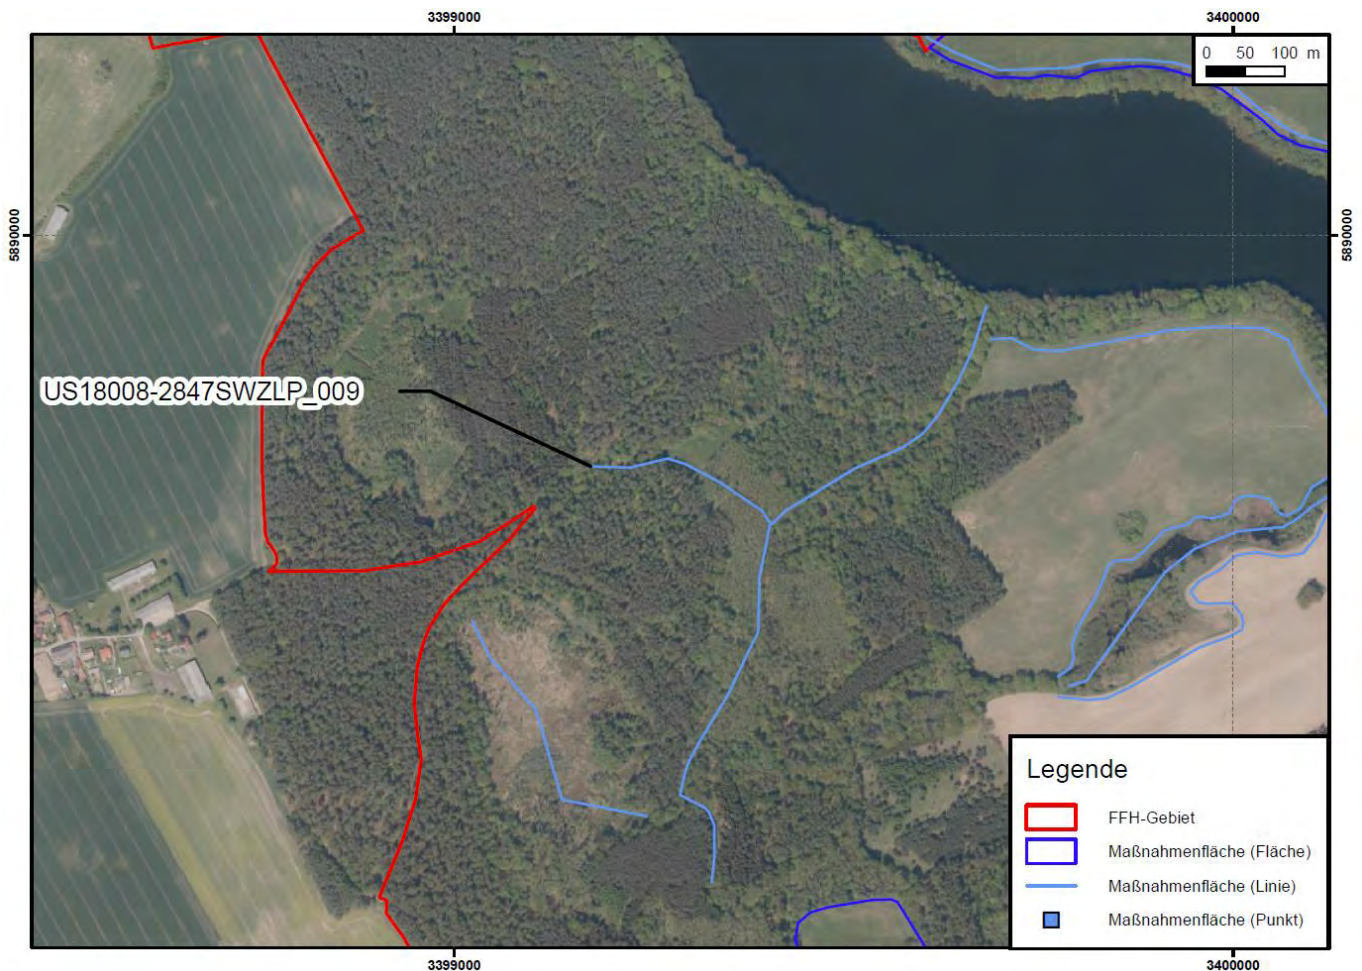 3399000
3400000
0 50 100 m
5890000
5890000
US18008-2847SWZLP_009
Legende
FFH-Gebiet
Maßnahmenfläche (Fläche)
Maßnahmenfläche (Linie)
Maßnahmenfläche (Punkt)
3399000
3400000